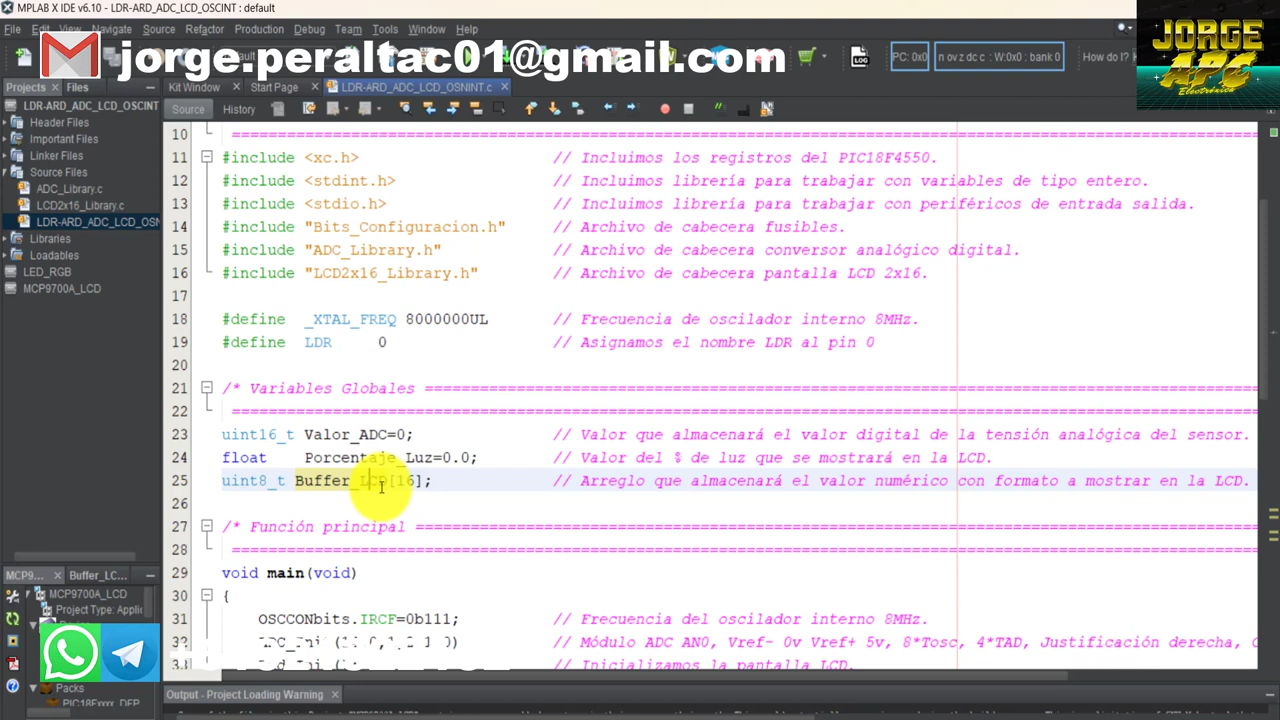 MPLAB X IDE v6.10 - LDR-ARD_ADC_LCD_OSCINT : default
File Edit View Navigate Source Refactor Production Debug Team Tools Window Help
jorge.peraltac01@gmail.com
PC: 0x0
n ov z dc c : W:0x0 : bank 0
How do I?
JORGE
APC
Electrónica
Projects Files
Kit Window
Start Page
LDR-ARD_ADC_LCD_OSNINT.c
Source History
LDR-ARD_ADC_LCD_OSCINT
Header Files
Important Files
Linker Files
Source Files
ADC_Library.c
LCD2x16_Library.c
LDR-ARD_ADC_LCD_OSN
Libraries
Loadables
LED_RGB
MCP9700A_LCD
10 ================================================
11 #include <xc.h> // Incluimos los registros del PIC18F4550.
12 #include <stdint.h> // Incluimos librería para trabajar con variables de tipo entero.
13 #include <stdio.h> // Incluimos librería para trabajar con periféricos de entrada salida.
14 #include "Bits_Configuracion.h" // Archivo de cabecera fusibles.
15 #include "ADC_Library.h" // Archivo de cabecera conversor analógico digital.
16 #include "LCD2x16_Library.h" // Archivo de cabecera pantalla LCD 2x16.
17
18 #define _XTAL_FREQ 8000000UL // Frecuencia de oscilador interno 8MHz.
19 #define LDR 0 // Asignamos el nombre LDR al pin 0
20
21 /* Variables Globales ================================================
22 ================================================
23 uint16_t Valor_ADC=0; // Valor que almacenará el valor digital de la tensión analógica del sensor.
24 float Porcentaje_Luz=0.0; // Valor del % de luz que se mostrará en la LCD.
25 uint8_t Buffer_LCD[16]; // Arreglo que almacenará el valor numérico con formato a mostrar en la LCD.
26
27 /* Función principal ================================================
28 ================================================
29 void main(void)
30 {
31 OSCCONbits.IRCF=0b111; // Frecuencia del oscilador interno 8MHz.
// Módulo ADC AN0, Vref- 0v Vref+ 5v, 8*Tosc, 4*TAD, Justificación derecha,
// Inicializamos la pantalla LCD.
MCP9...
Buffer_LC...
MCP9700A_LCD
Project Type: Applic
Packs
PIC18Fxxxx_DFP
Output - Project Loading Warning